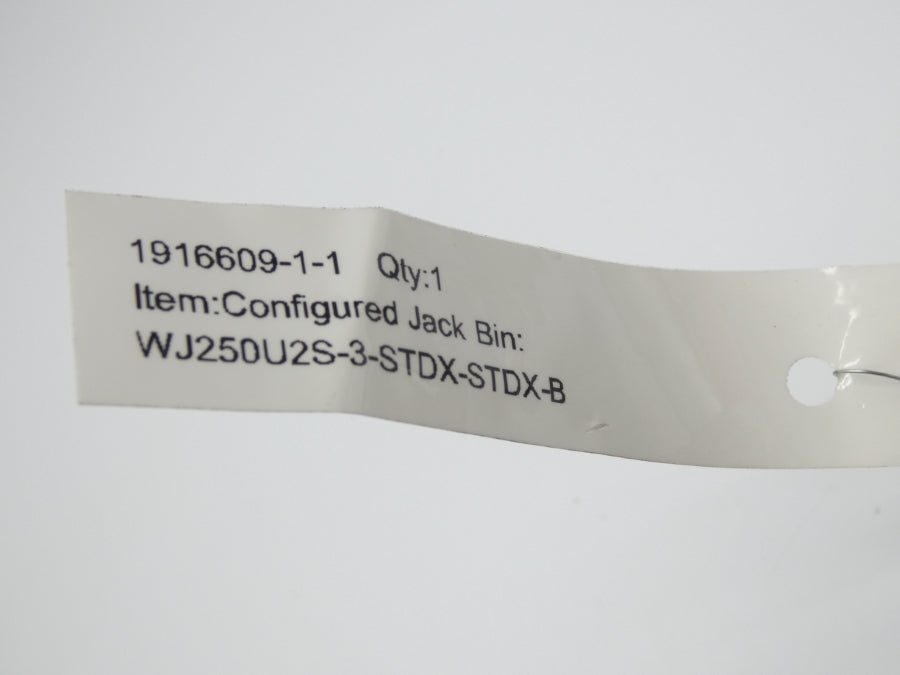 1916609-1-1 Qty:1
Item:Configured Jack Bin:
WJ250U2S-3-STDX-STDX-B